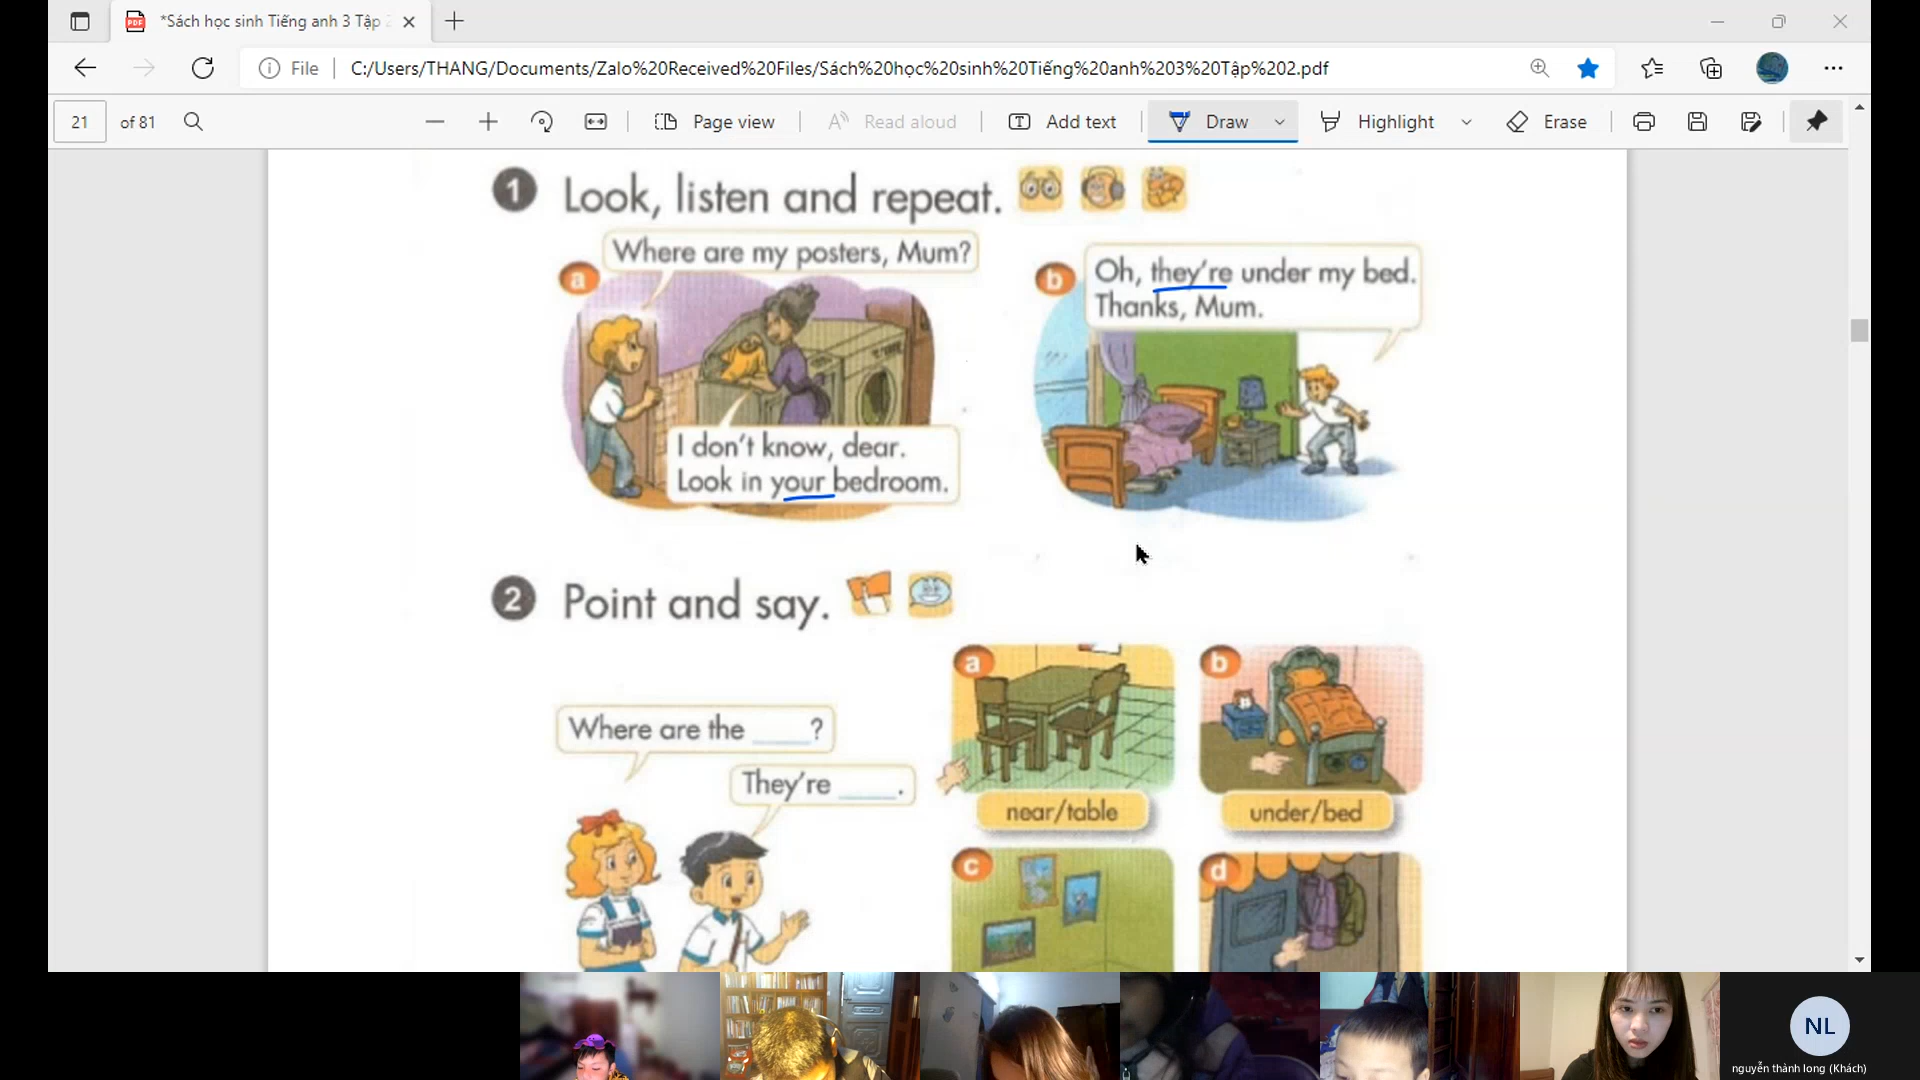 *Sách học sinh Tiếng anh 3 Tập 2
File
C:/Users/THANG/Documents/Zalo%20Received%20Files/Sách%20học%20sinh%20Tiếng%20anh%203%20Tập%202.pdf
21 of 81
Page view
Read aloud
Add text
Draw
Highlight
Erase
1 Look, listen and repeat.
a
Where are my posters, Mum?
I don't know, dear.
Look in your bedroom.
b
Oh, they're under my bed.
Thanks, Mum.
2 Point and say.
Where are the ____?
They're ____.
a
near/table
b
under/bed
c
d
NL
nguyễn thành long (Khách)